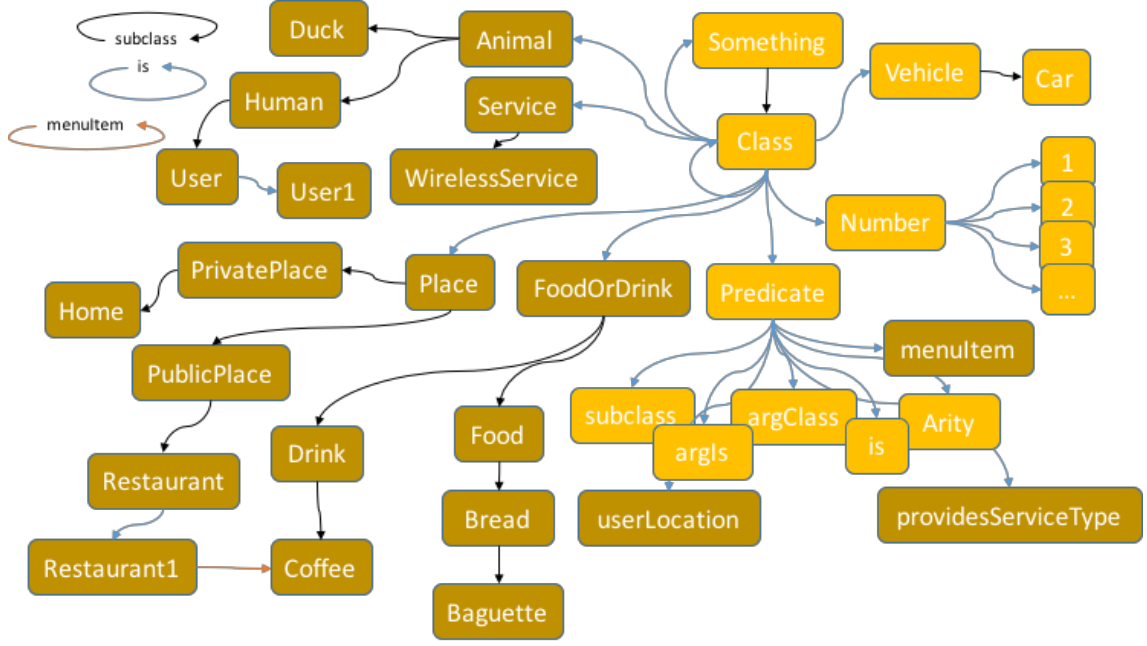 subclass
is
menuItem
Duck
Animal
Something
Vehicle
Car
Human
Service
Class
User
User1
WirelessService
1
2
3
...
Number
PrivatePlace
Place
FoodOrDrink
Predicate
Home
PublicPlace
menuItem
subclass
argClass
Arity
argIs
is
Drink
Food
Restaurant
Bread
userLocation
providesServiceType
Restaurant1
Coffee
Baguette